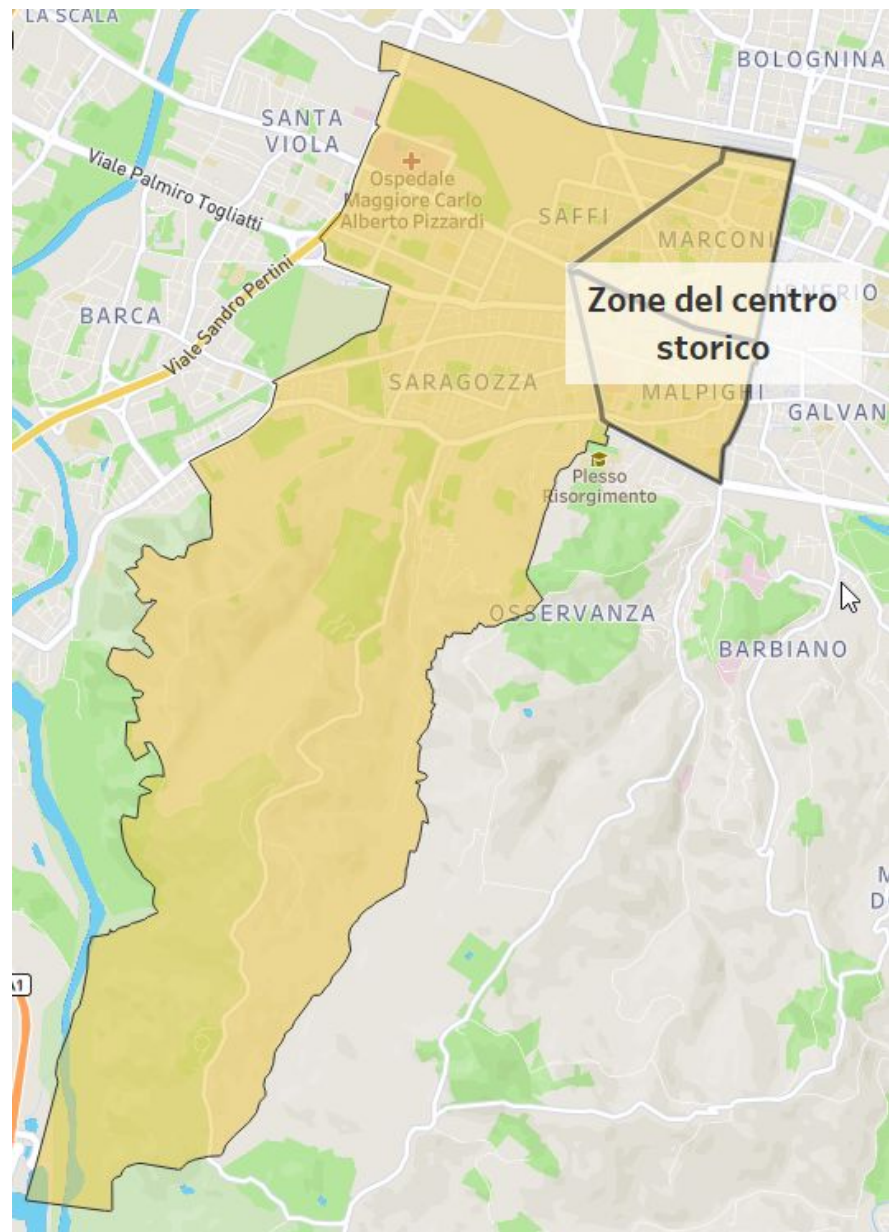 LA SCALA
BOLOGNINA
SANTA
VIOLA
Viale Palmiro Togliatti
Ospedale
Maggiore Carlo
Alberto Pizzardi
SAFFI
MARCONI
Viale Sandro Pertini
Zone del centro
storico
BARCA
SARAGOZZA
MALPIGHI
GALVAN
Plesso
Risorgimento
OSSERVANZA
BARBIANO
M
D